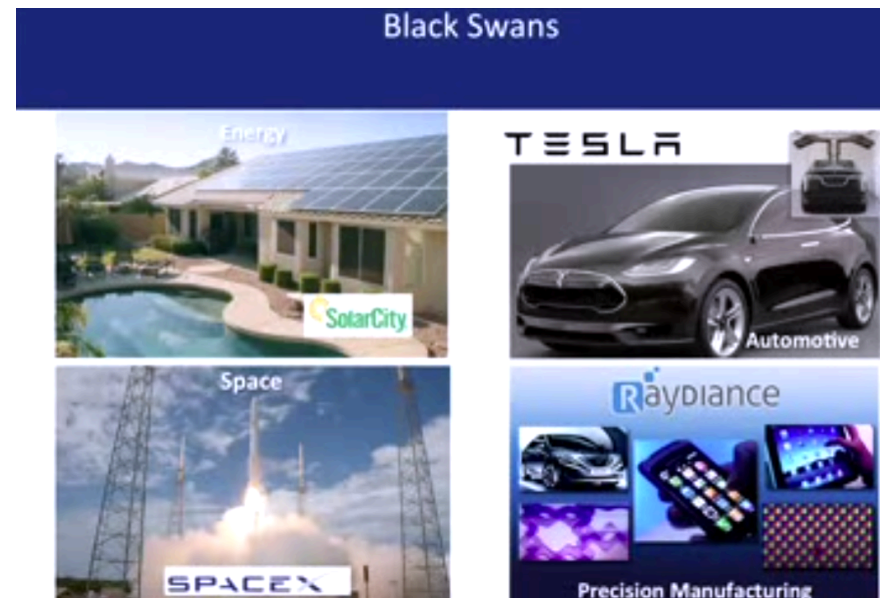 Black Swans
Energy
SolarCity
TESLA
Automotive
Space
SPACEX
RAYDIANCE
Precision Manufacturing